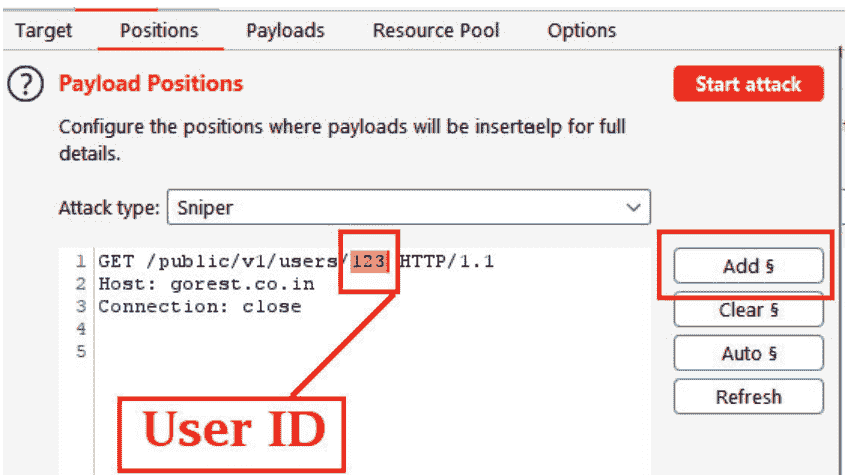 Target Positions Payloads Resource Pool Options
Payload Positions
Start attack
Configure the positions where payloads will be inserteelp for full
details.
Attack type: Sniper
1 GET /public/v1/users/123 HTTP/1.1
2 Host: gorest.co.in
3 Connection: close
4
5
Add §
Clear §
Auto §
Refresh
User ID